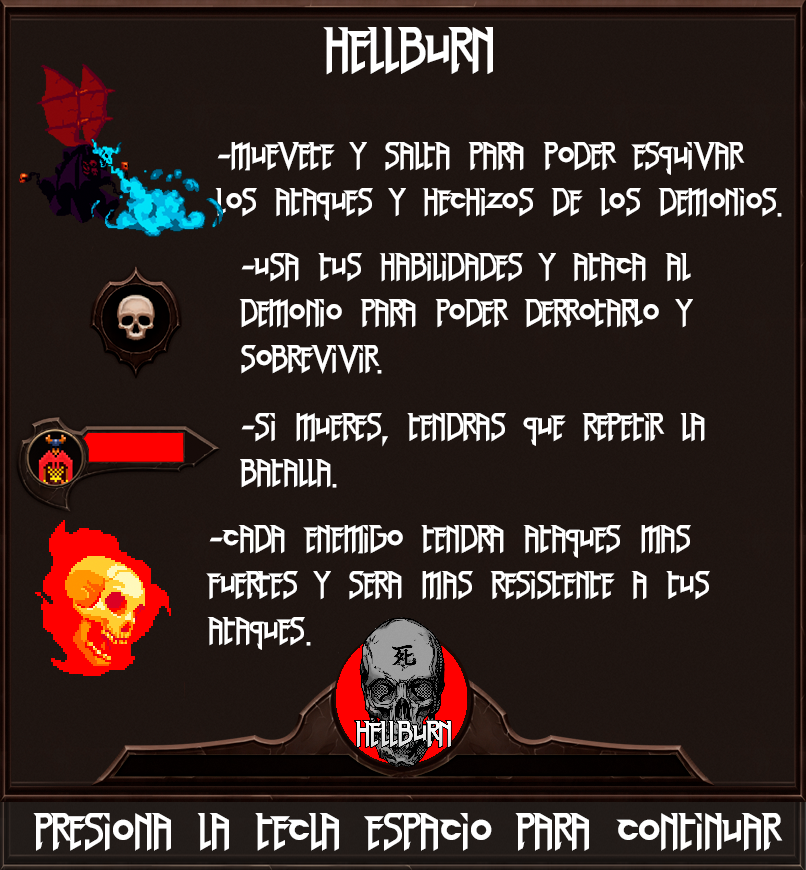 HELLBURN
-MUEVETE Y SALTA PARA PODER ESQUIVAR
LOS ATAQUES Y HECHIZOS DE LOS DEMONIOS.
-USA TUS HABILIDADES Y ATACA AL
DEMONIO PARA PODER DERROTARLO Y
SOBREVIVIR.
-SI MUERES, TENDRAS QUE REPETIR LA
BATALLA.
-CADA ENEMIGO TENDRA ATAQUES MAS
FUERTES Y SERA MAS RESISTENTE A TUS
ATAQUES.
死
HELLBURN
PRESIONA LA TECLA ESPACIO PARA CONTINUAR